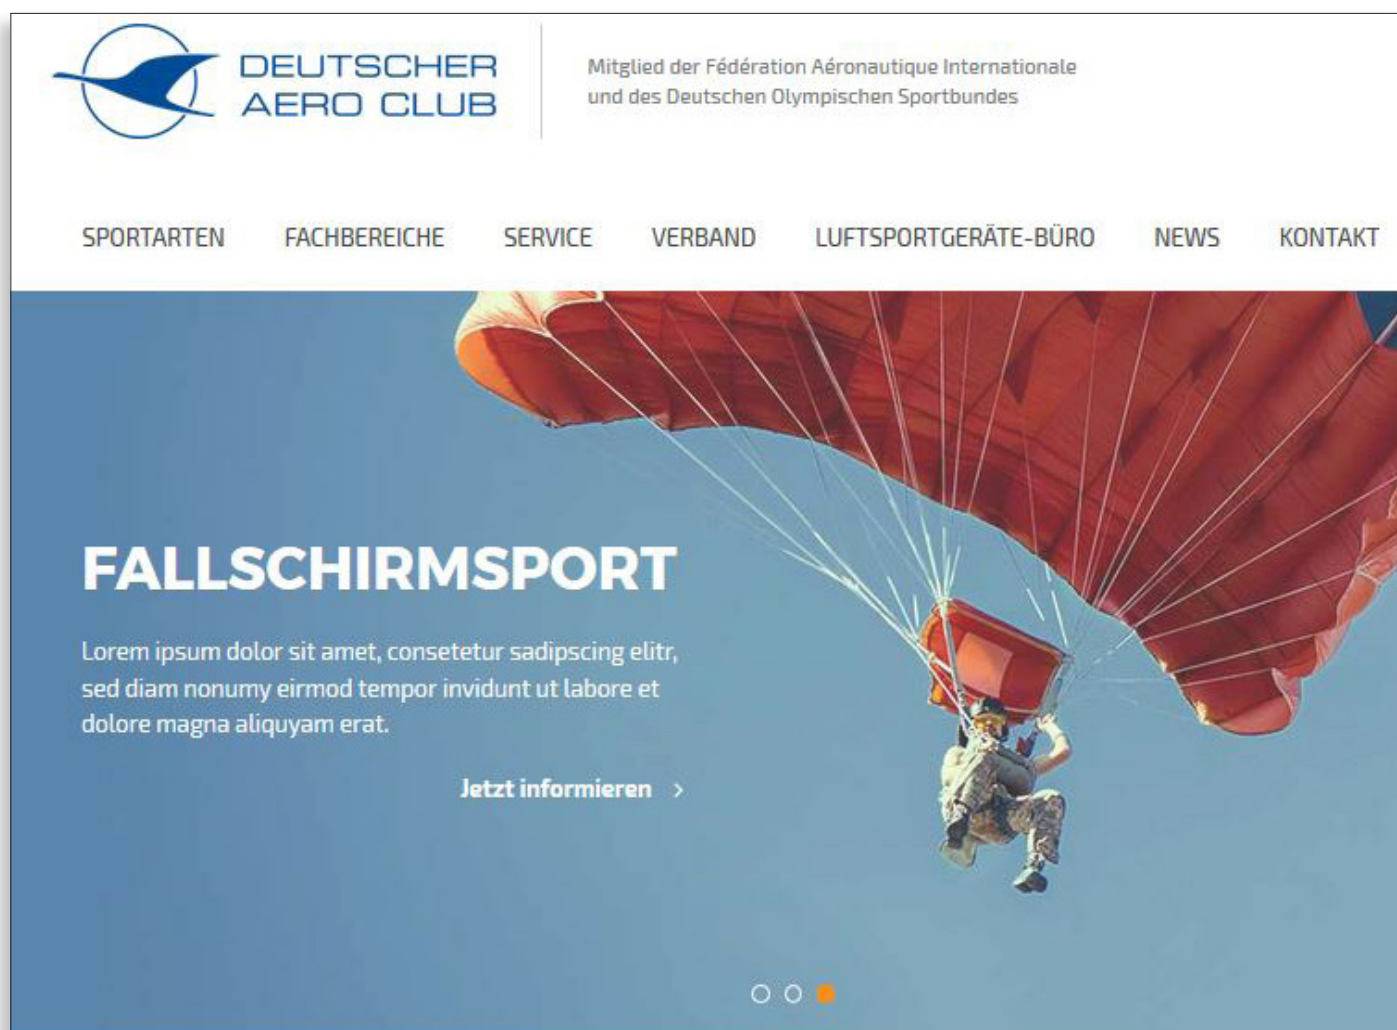 DEUTSCHER
AERO CLUB
Mitglied der Fédération Aéronautique Internationale
und des Deutschen Olympischen Sportbundes
SPORTARTEN FACHBEREICHE SERVICE VERBAND LUFTSPORTGERÄTE-BÜRO NEWS KONTAKT
FALLSCHIRMSPORT
Lorem ipsum dolor sit amet, consetetur sadipscing elitr,
sed diam nonumy eirmod tempor invidunt ut labore et
dolore magna aliquyam erat.
Jetzt informieren